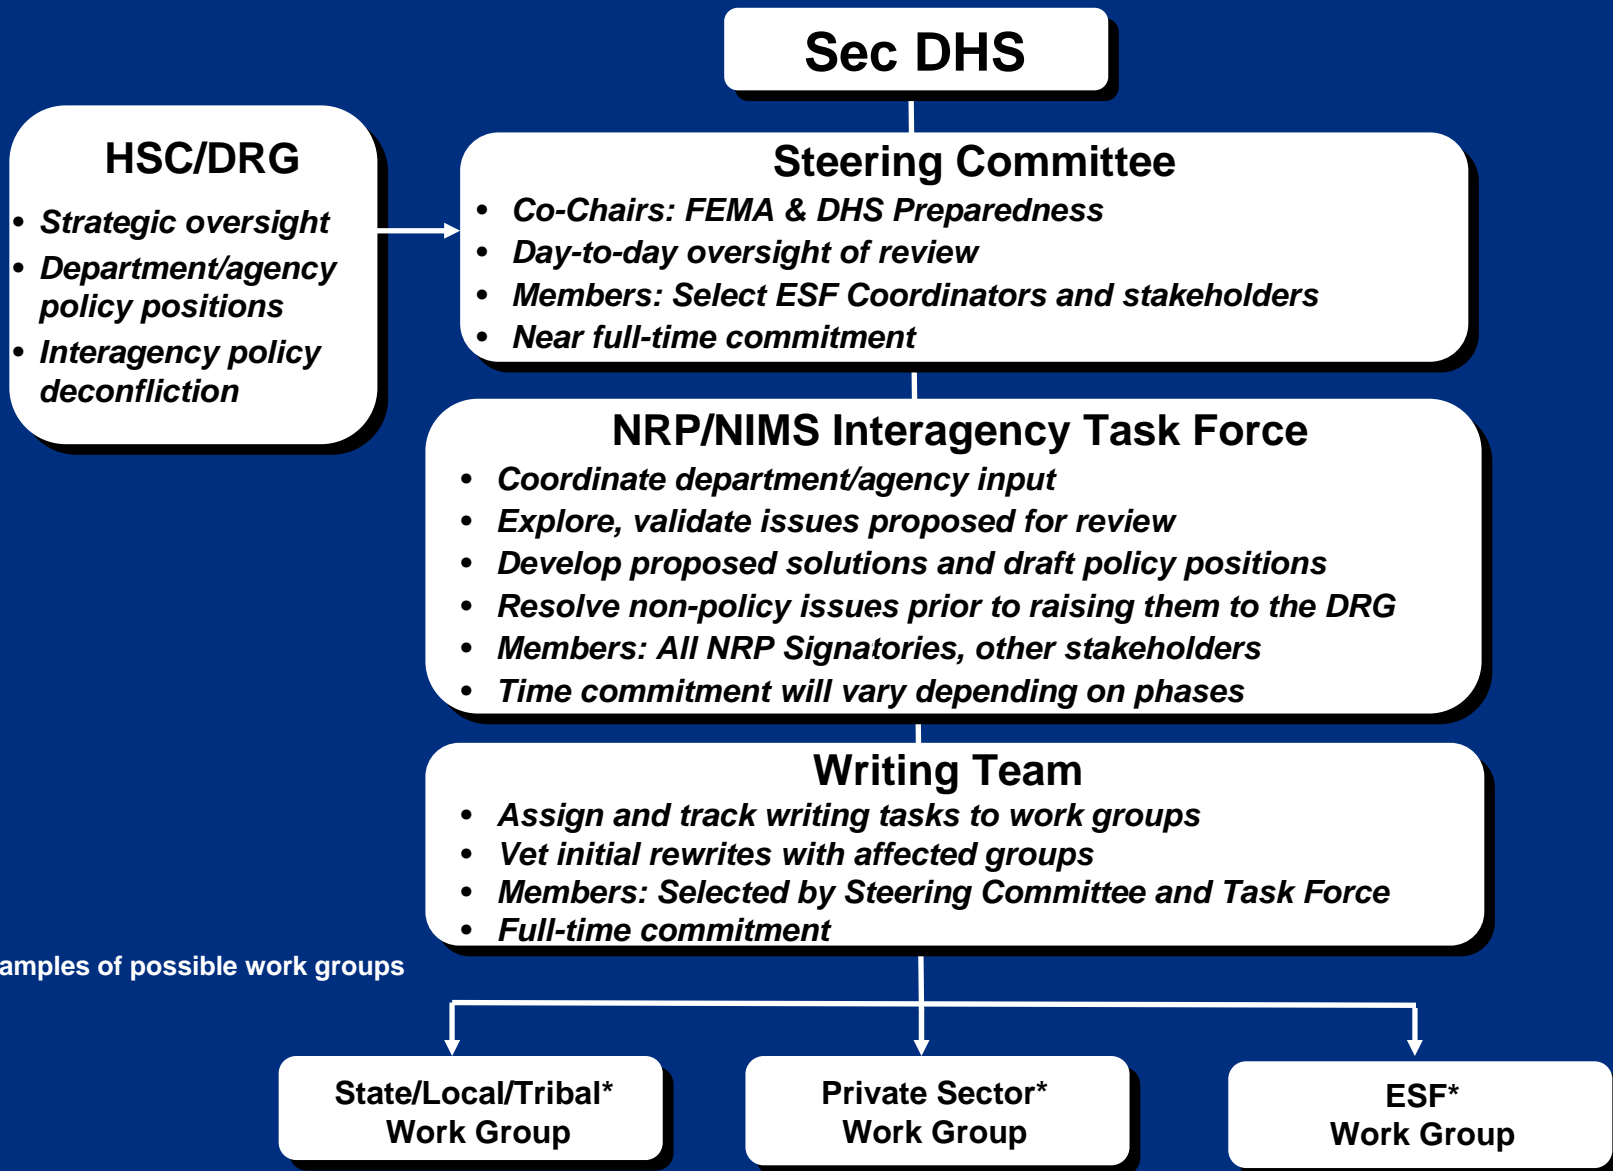 Sec DHS
HSC/DRG
• Strategic oversight
• Department/agency
policy positions
• Interagency policy
deconfliction
Steering Committee
• Co-Chairs: FEMA & DHS Preparedness
• Day-to-day oversight of review
• Members: Select ESF Coordinators and stakeholders
• Near full-time commitment
NRP/NIMS Interagency Task Force
• Coordinate department/agency input
• Explore, validate issues proposed for review
• Develop proposed solutions and draft policy positions
• Resolve non-policy issues prior to raising them to the DRG
• Members: All NRP Signatories, other stakeholders
• Time commitment will vary depending on phases
Writing Team
• Assign and track writing tasks to work groups
• Vet initial rewrites with affected groups
• Members: Selected by Steering Committee and Task Force
• Full-time commitment
amples of possible work groups
State/Local/Tribal*
Work Group
Private Sector*
Work Group
ESF*
Work Group